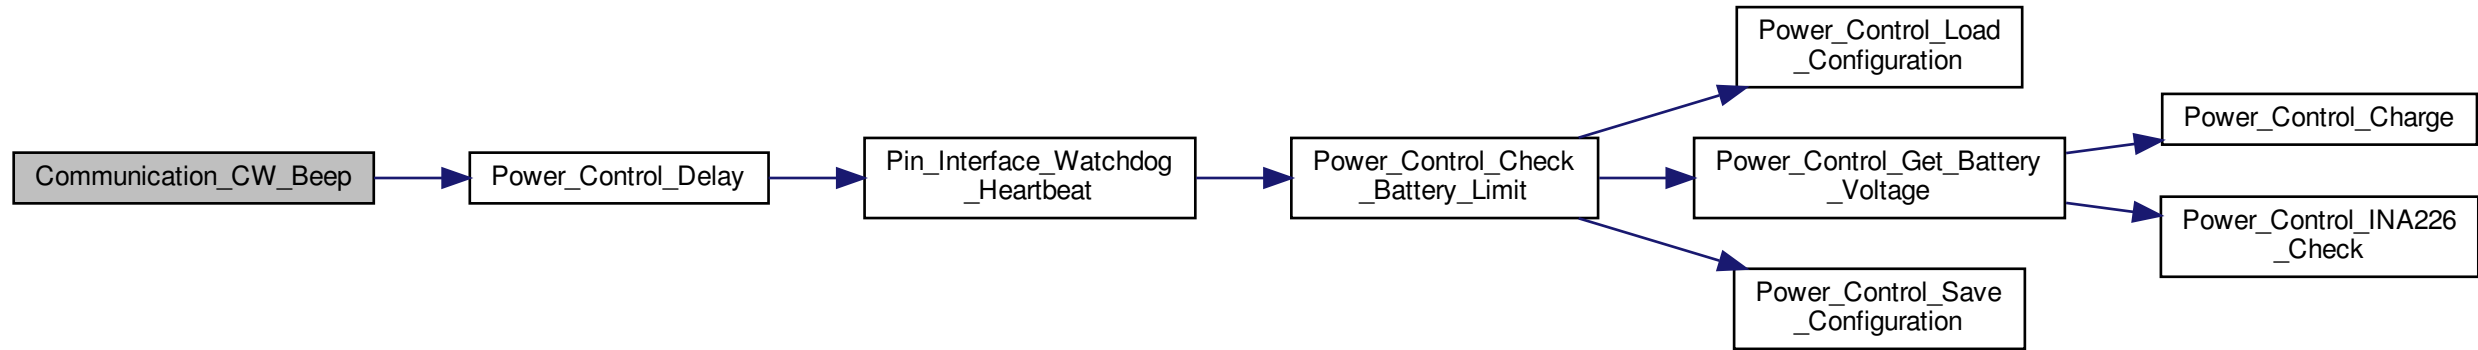 Communication_CW_Beep
Power_Control_Delay
Pin_Interface_Watchdog
_Heartbeat
Power_Control_Check
_Battery_Limit
Power_Control_Load
_Configuration
Power_Control_Get_Battery
_Voltage
Power_Control_Save
_Configuration
Power_Control_Charge
Power_Control_INA226
_Check